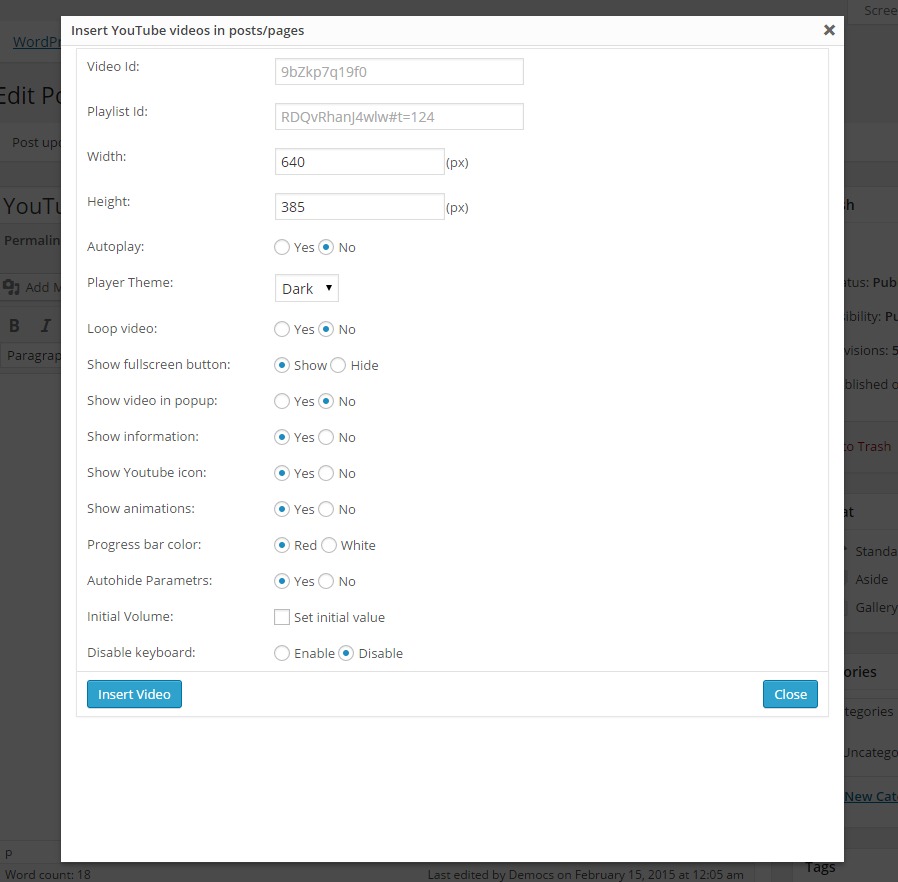 Scree
Insert YouTube videos in posts/pages
WordPr
Video Id: 9bZkp7q19f0
Edit Po
Playlist Id: RDQvRhanJ4wlw#t=124
Post up
Width: 640 (px)
YouTu
Height: 385 (px)
sh
Permalin
Autoplay: Yes No
Add M
Player Theme: Dark
atus: Pub
B I
Loop video: Yes No
ibility: Pu
Paragrap
Show fullscreen button: Show Hide
visions: 5
Show video in popup: Yes No
blished o
Show information: Yes No
to Trash
Show Youtube icon: Yes No
Show animations: Yes No
at
Progress bar color: Red White
Standa
Autohide Parametrs: Yes No
Aside
Initial Volume: Set initial value
Gallery
Disable keyboard: Enable Disable
ories
Insert Video Close
tegories
Uncatego
New Cat
p
Tags
Word count: 18
Last edited by Democs on February 15, 2015 at 12:05 am